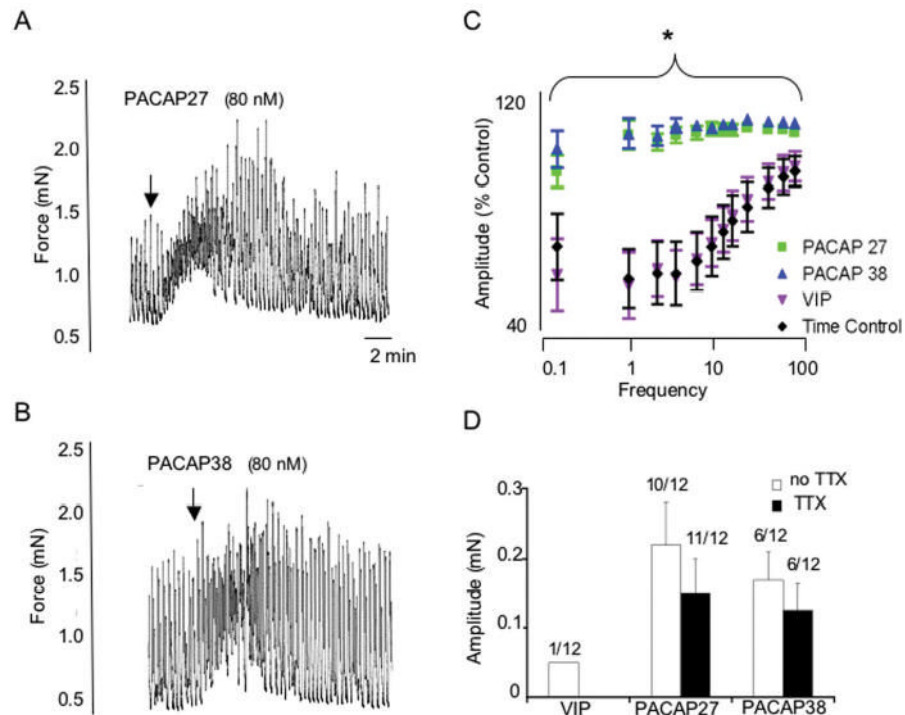 A
2.5
2.0
1.5
1.0
0.5
Force (mN)
PACAP27 (80 nM)
2 min
B
2.5
2.0
1.5
1.0
0.5
Force (mN)
PACAP38 (80 nM)
C
*
120
40
Amplitude (% Control)
PACAP 27
PACAP 38
VIP
Time Control
0.1 1 10 100
Frequency
D
0.3
0.2
0.1
0
Amplitude (mN)
no TTX
TTX
1/12
10/12
11/12
6/12
6/12
VIP PACAP27 PACAP38